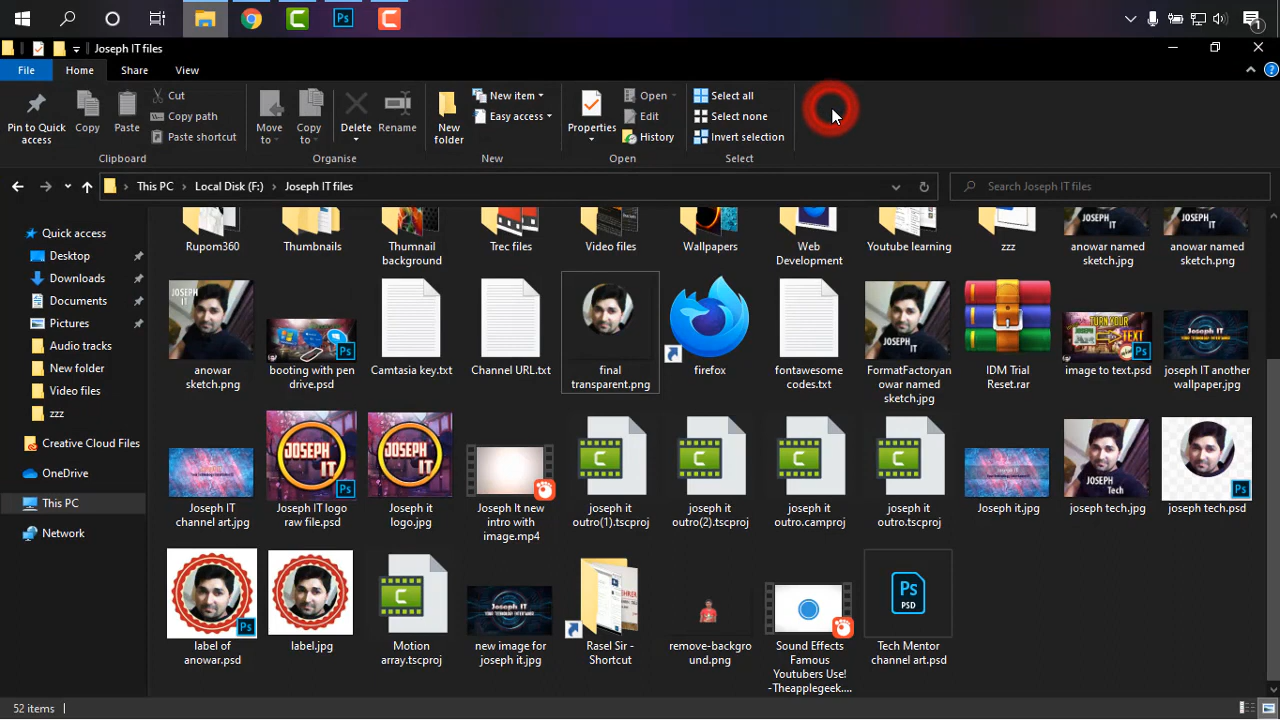 Ps
1
Joseph IT files
File
Home
Share
View
Pin to Quick
access
Copy
Paste
Cut
Copy path
Paste shortcut
Clipboard
Move
to
Copy
to
Delete
Rename
Organise
New
folder
New item
Easy access
New
Properties
Open
Edit
History
Open
Select all
Select none
Invert selection
Select
This PC
Local Disk (F:)
Joseph IT files
Search Joseph IT files
Quick access
Desktop
Downloads
Documents
Pictures
Audio tracks
New folder
Video files
zzz
Creative Cloud Files
OneDrive
This PC
Network
Rupom360
Thumbnails
Thumnail
background
Trec files
Video files
Wallpapers
Web
Development
Youtube learning
zzz
anowar named
sketch.jpg
anowar named
sketch.png
anowar
sketch.png
booting with pen
drive.psd
Camtasia key.txt
Channel URL.txt
final
transparent.png
firefox
fontawesome
codes.txt
FormatFactoryan
owar named
sketch.jpg
IDM Trial
Reset.rar
image to text.psd
joseph IT another
wallpaper.jpg
Joseph IT
channel art.jpg
Joseph IT logo
raw file.psd
Joseph it
logo.jpg
Joseph It new
intro with
image.mp4
joseph it
outro(1).tscproj
joseph it
outro(2).tscproj
joseph it
outro.camproj
joseph it
outro.tscproj
Joseph it.jpg
joseph tech.jpg
joseph tech.psd
label of
anowar.psd
label.jpg
Motion
array.tscproj
new image for
joseph it.jpg
Rasel Sir -
Shortcut
remove-backgro
und.png
Sound Effects
Famous
Youtubers Use!
-Theapplegeek....
Tech Mentor
channel art.psd
52 items